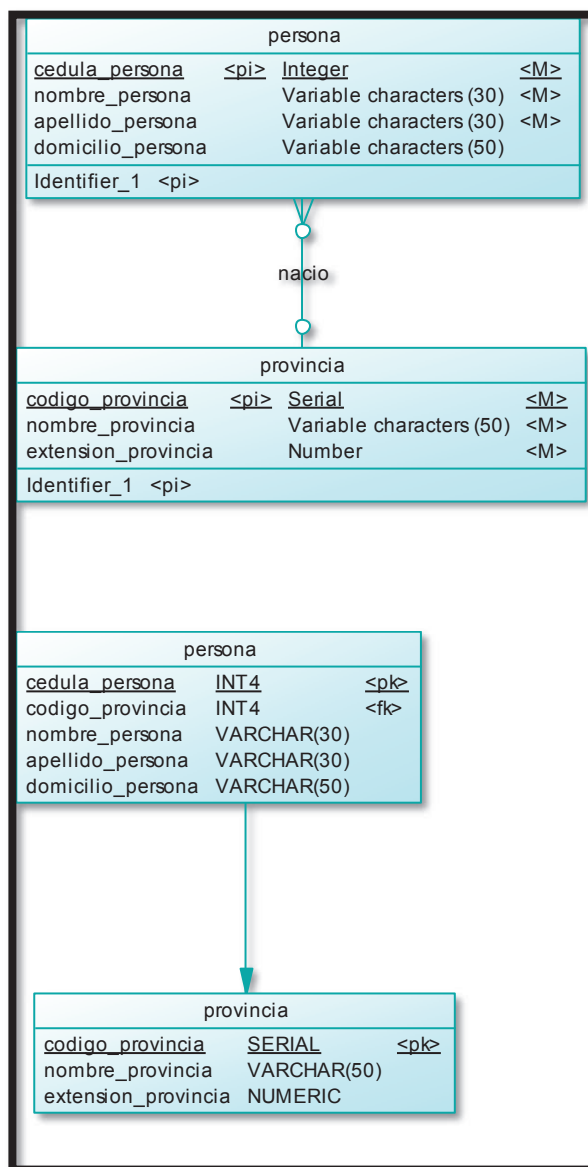 persona
cedula_persona <pi> Integer <M>
nombre_persona Variable characters (30) <M>
apellido_persona Variable characters (30) <M>
domicilio_persona Variable characters (50)
Identifier_1 <pi>
nacio
provincia
codigo_provincia <pi> Serial <M>
nombre_provincia Variable characters (50) <M>
extension_provincia Number <M>
Identifier_1 <pi>
persona
cedula_persona INT4 <pk>
codigo_provincia INT4 <fk>
nombre_persona VARCHAR(30)
apellido_persona VARCHAR(30)
domicilio_persona VARCHAR(50)
provincia
codigo_provincia SERIAL <pk>
nombre_provincia VARCHAR(50)
extension_provincia NUMERIC